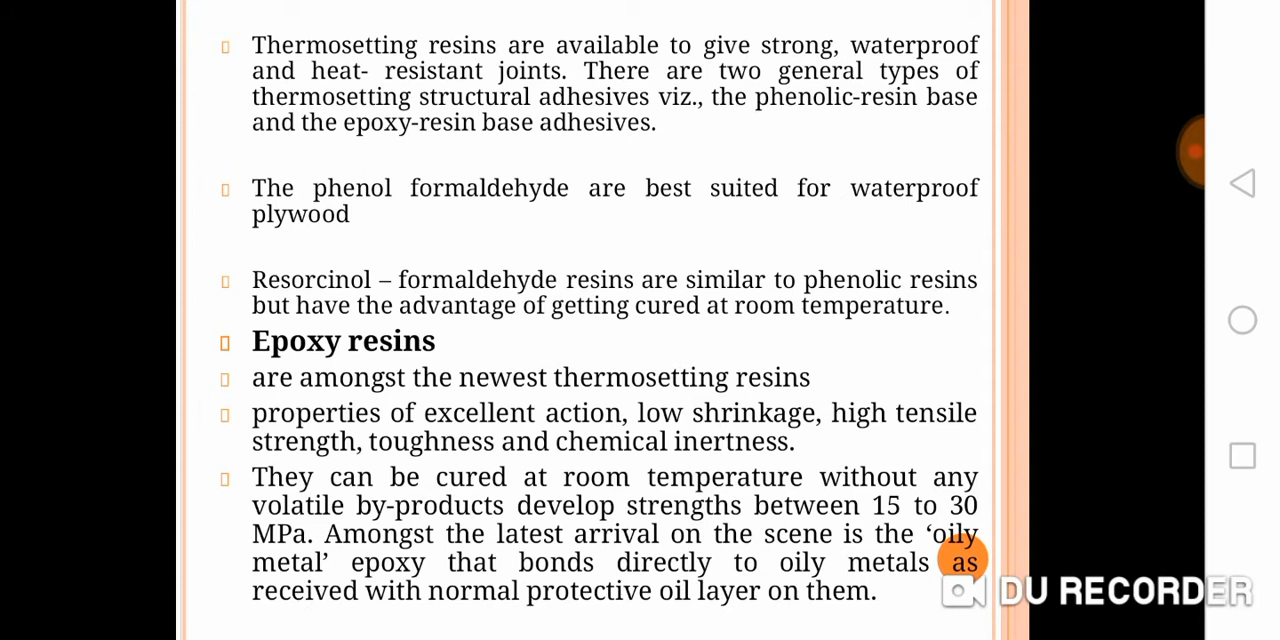 Thermosetting resins are available to give strong, waterproof
and heat- resistant joints. There are two general types of
thermosetting structural adhesives viz., the phenolic-resin base
and the epoxy-resin base adhesives.
The phenol formaldehyde are best suited for waterproof
plywood
Resorcinol – formaldehyde resins are similar to phenolic resins
but have the advantage of getting cured at room temperature.
Epoxy resins
are amongst the newest thermosetting resins
properties of excellent action, low shrinkage, high tensile
strength, toughness and chemical inertness.
They can be cured at room temperature without any
volatile by-products develop strengths between 15 to 30
MPa. Amongst the latest arrival on the scene is the ‘oily
metal’ epoxy that bonds directly to oily metals as
received with normal protective oil layer on them.
DU RECORDER